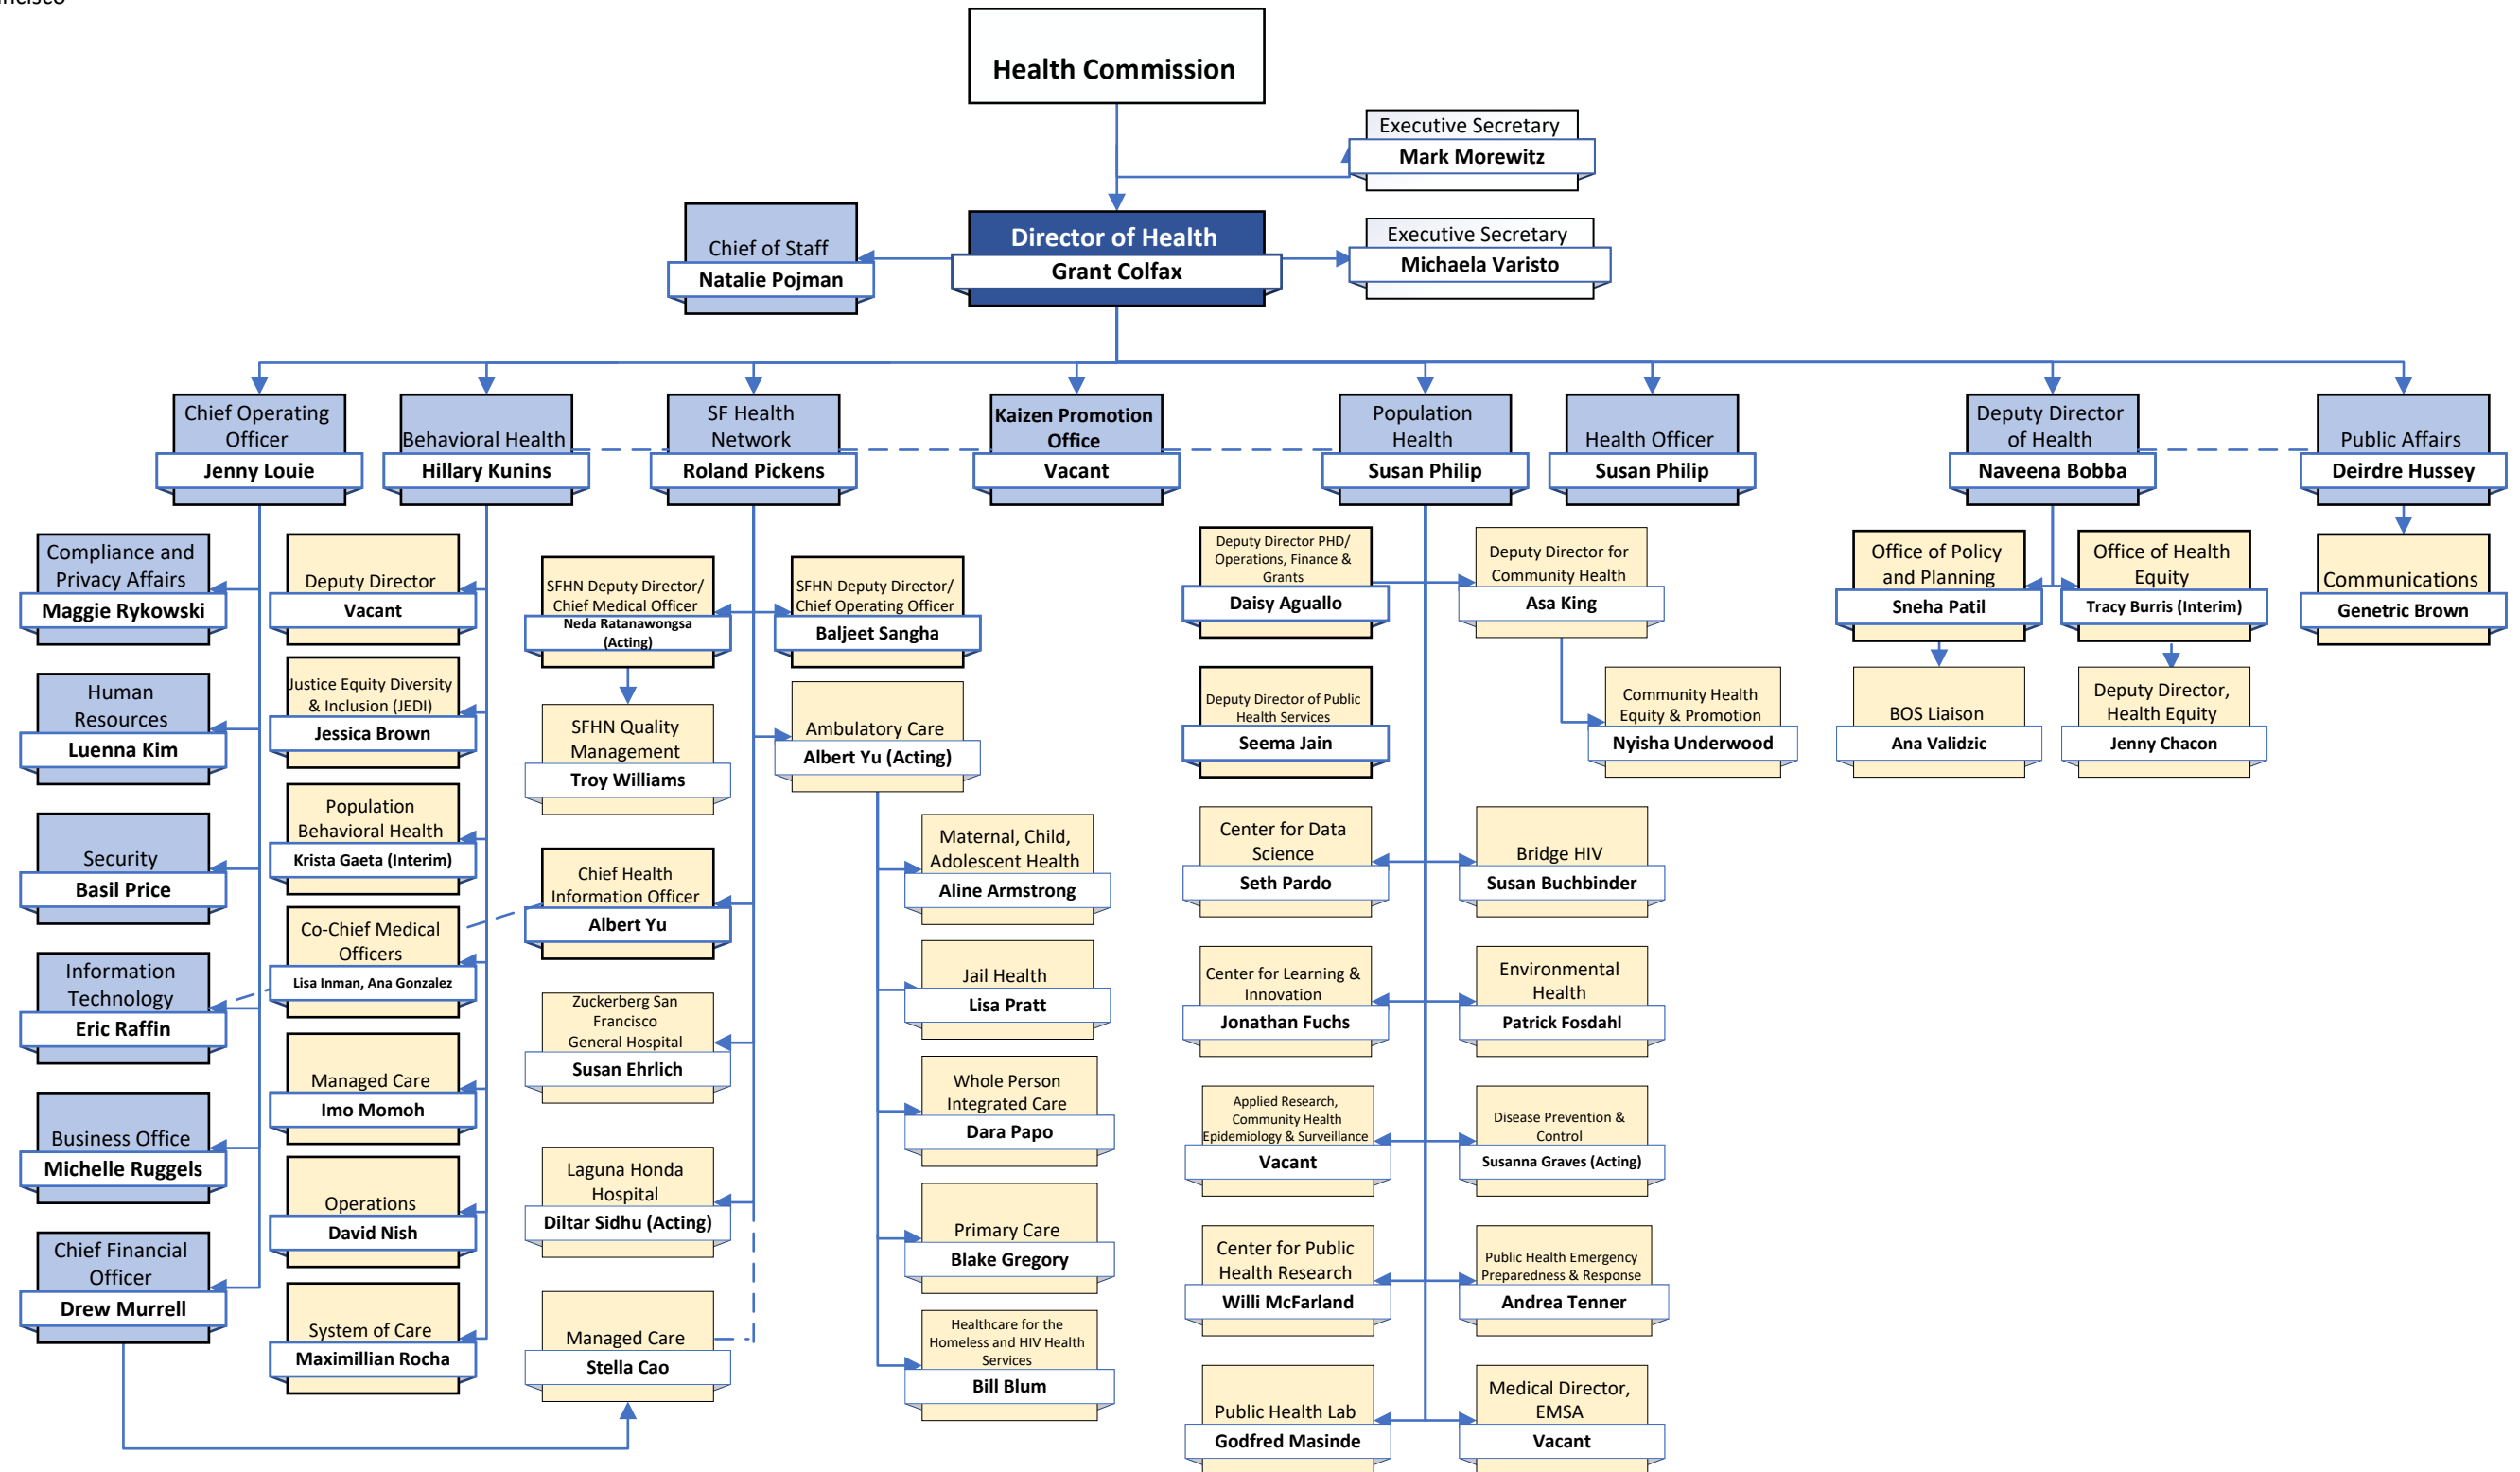 Health Commission
Executive Secretary
Mark Morewitz
Chief of Staff
Natalie Pojman
Director of Health
Grant Colfax
Executive Secretary
Michaela Varisto
Chief Operating
Officer
Jenny Louie
Behavioral Health
Hillary Kunins
SF Health
Network
Roland Pickens
Kaizen Promotion
Office
Vacant
Population
Health
Susan Philip
Health Officer
Susan Philip
Deputy Director
of Health
Naveena Bobba
Public Affairs
Deirdre Hussey
Compliance and
Privacy Affairs
Maggie Rykowski
Human
Resources
Luenna Kim
Security
Basil Price
Information
Technology
Eric Raffin
Business Office
Michelle Ruggels
Chief Financial
Officer
Drew Murrell
Deputy Director
Vacant
Justice Equity Diversity
& Inclusion (JEDI)
Jessica Brown
Population
Behavioral Health
Krista Gaeta (Interim)
Co-Chief Medical
Officers
Lisa Inman, Ana Gonzalez
Managed Care
Imo Momoh
Operations
David Nish
System of Care
Maximillian Rocha
SFHN Deputy Director/
Chief Medical Officer
Neda Ratanawongsa
(Acting)
SFHN Deputy Director/
Chief Operating Officer
Baljeet Sangha
SFHN Quality
Management
Troy Williams
Ambulatory Care
Albert Yu (Acting)
Chief Health
Information Officer
Albert Yu
Zuckerberg San
Francisco
General Hospital
Susan Ehrlich
Laguna Honda
Hospital
Diltar Sidhu (Acting)
Managed Care
Stella Cao
Maternal, Child,
Adolescent Health
Aline Armstrong
Jail Health
Lisa Pratt
Whole Person
Integrated Care
Dara Papo
Primary Care
Blake Gregory
Healthcare for the
Homeless and HIV Health
Services
Bill Blum
Deputy Director PHD/
Operations, Finance &
Grants
Daisy Aguallo
Deputy Director for
Community Health
Asa King
Deputy Director of Public
Health Services
Seema Jain
Community Health
Equity & Promotion
Nyisha Underwood
Center for Data
Science
Seth Pardo
Bridge HIV
Susan Buchbinder
Center for Learning &
Innovation
Jonathan Fuchs
Environmental
Health
Patrick Fosdahl
Applied Research,
Community Health
Epidemiology & Surveillance
Vacant
Disease Prevention &
Control
Susanna Graves (Acting)
Center for Public
Health Research
Willi McFarland
Public Health Emergency
Preparedness & Response
Andrea Tenner
Public Health Lab
Godfred Masinde
Medical Director,
EMSA
Vacant
Office of Policy
and Planning
Sneha Patil
Office of Health
Equity
Tracy Burris (Interim)
BOS Liaison
Ana Validzic
Deputy Director,
Health Equity
Jenny Chacon
Communications
Genetric Brown